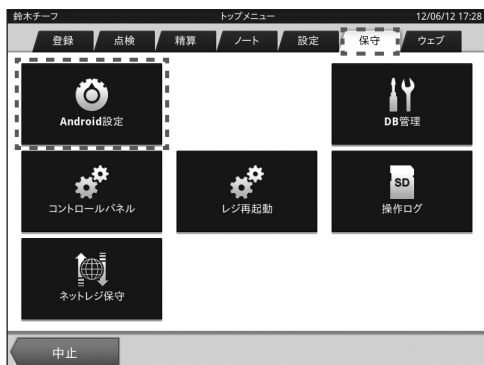 鈴木チーフ トップメニュー 12/06/12 17:28
登録 点検 精算 ノート 設定 保守 ウェブ
Android設定 DB管理
コントロールパネル レジ再起動 SD 操作ログ
ネットレジ保守
中止